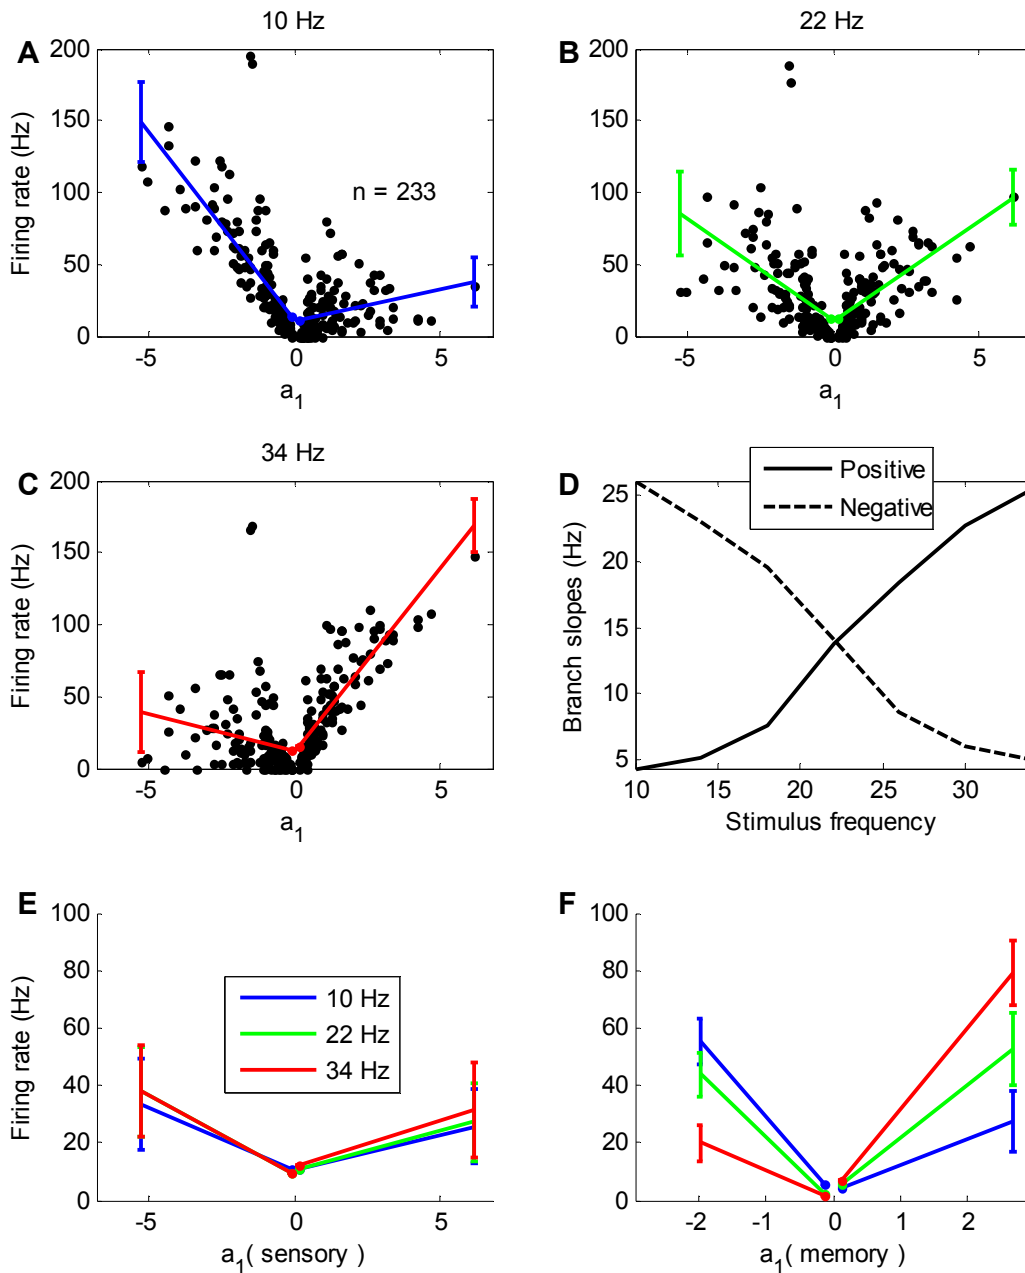 10 Hz
A
200
150
100
50
0
Firing rate (Hz)
n = 233
-5
0
5
a1
22 Hz
B
200
150
100
50
0
-5
0
5
a1
34 Hz
C
200
150
100
50
0
Firing rate (Hz)
-5
0
5
a1
D
Positive
Negative
25
15
10
5
Branch slopes (Hz)
10
15
20
25
30
Stimulus frequency
E
100
80
60
40
20
0
Firing rate (Hz)
10 Hz
22 Hz
34 Hz
-5
0
5
a1( sensory )
F
100
80
60
40
20
0
-2
-1
0
1
2
a1( memory )